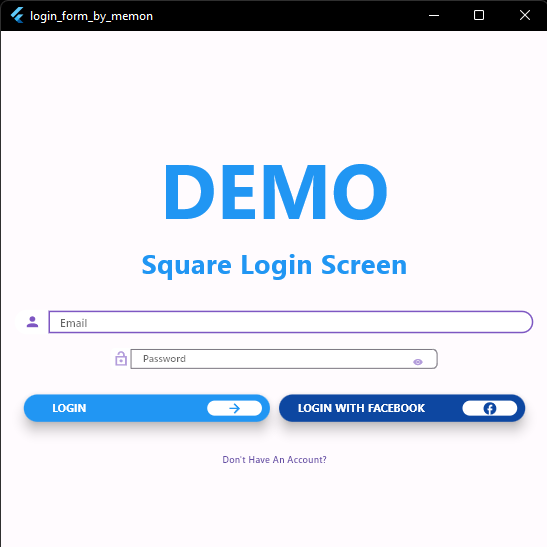 login_form_by_memon
DEMO
Square Login Screen
Email
Password
LOGIN
LOGIN WITH FACEBOOK
Don't Have An Account?